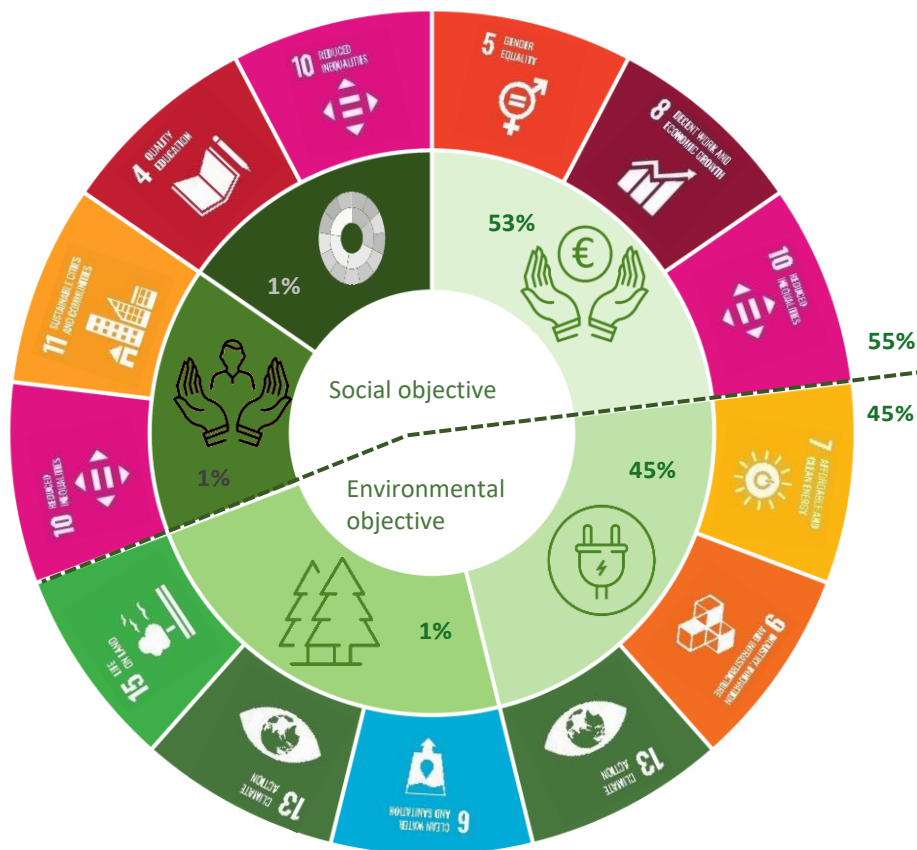 10 REDUCED
INEQUALITIES
5 GENDER
EQUALITY
8 DECENT WORK AND
ECONOMIC GROWTH
10 REDUCED
INEQUALITIES
55%
45%
7 AFFORDABLE AND
CLEAN ENERGY
9 INDUSTRY, INNOVATION
AND INFRASTRUCTURE
13 CLIMATE
ACTION
6 CLEAN WATER
AND SANITATION
13 CLIMATE
ACTION
15 LIFE
ON LAND
10 REDUCED
INEQUALITIES
11 SUSTAINABLE CITIES
AND COMMUNITIES
4 QUALITY
EDUCATION
53%
€
1%
1%
Social objective
Environmental
objective
45%
1%